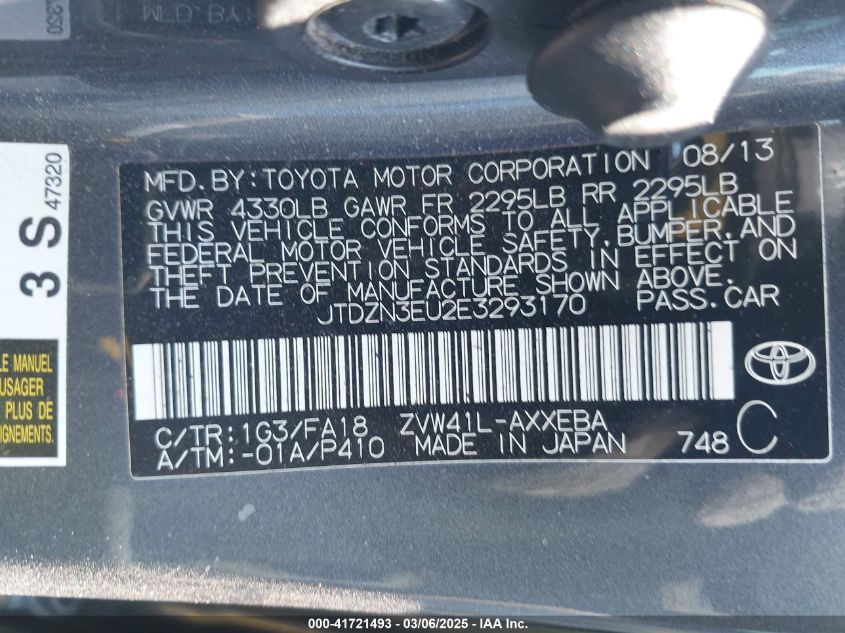 MFD.BY:TOYOTA MOTOR CORPORATION 08/13
GVWR 4330LB GAWR FR 2295LB RR 2295LB
THIS VEHICLE CONFORMS TO ALL APPLICABLE
FEDERAL MOTOR VEHICLE SAFETY,BUMPER,AND
THEFT PREVENTION STANDARDS IN EFFECT ON
THE DATE OF MANUFACTURE SHOWN ABOVE.
JTDZN3EU2E3293170 PASS.CAR
C/TR:1G3/FA18 ZVW41L-AXXEBA
A/TM:-01A/P410 MADE IN JAPAN 748 C
3 S 47320
LE MANUEL
USAGER
PLUS DE
000-41721493 - 03/06/2025 - IAA Inc.